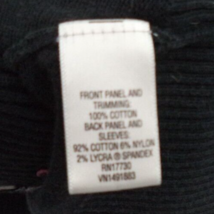 FRONT PANEL AND
TRIMMING:
100% COTTON
BACK PANEL AND
SLEEVES:
92% COTTON 6% NYLON
2% LYCRA ® SPANDEX
RN17730
VN1491883